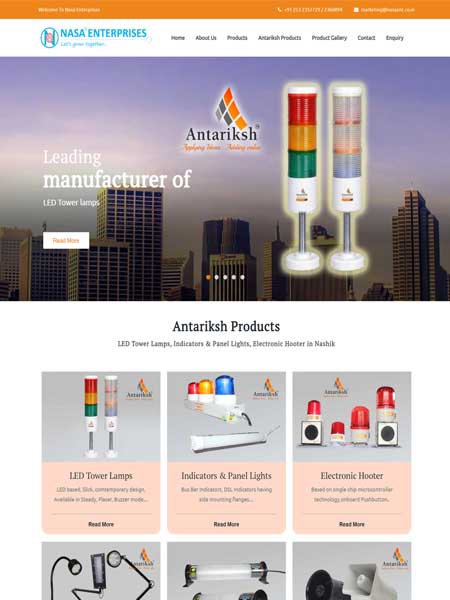 Welcome To Nasa Enterprises
+91 253 2353729 / 2360894
marketing@nasaent.co.in
NASA ENTERPRISES
Let's grow together...
Home About Us Products Antariksh Products Product Gallery Contact Enquiry
Antariksh®
Applying Ideas - Adding value
Leading
manufacturer of
LED Tower lamps
Read More
Antariksh Products
LED Tower Lamps, Indicators & Panel Lights, Electronic Hooter in Nashik
Antariksh
Antariksh
Antariksh
LED Tower Lamps
Indicators & Panel Lights
Electronic Hooter
LED based, Slick, contemporary design,
Available in Steady, Flaser, Buzzer mode...
Bus Bar Indicators, DSL Indicators having
side mounting flanges....
Based on single chip microcontroller
technology,onboard Pushbutton..
Read More
Read More
Read More
Antariksh
Antariksh
Antariksh